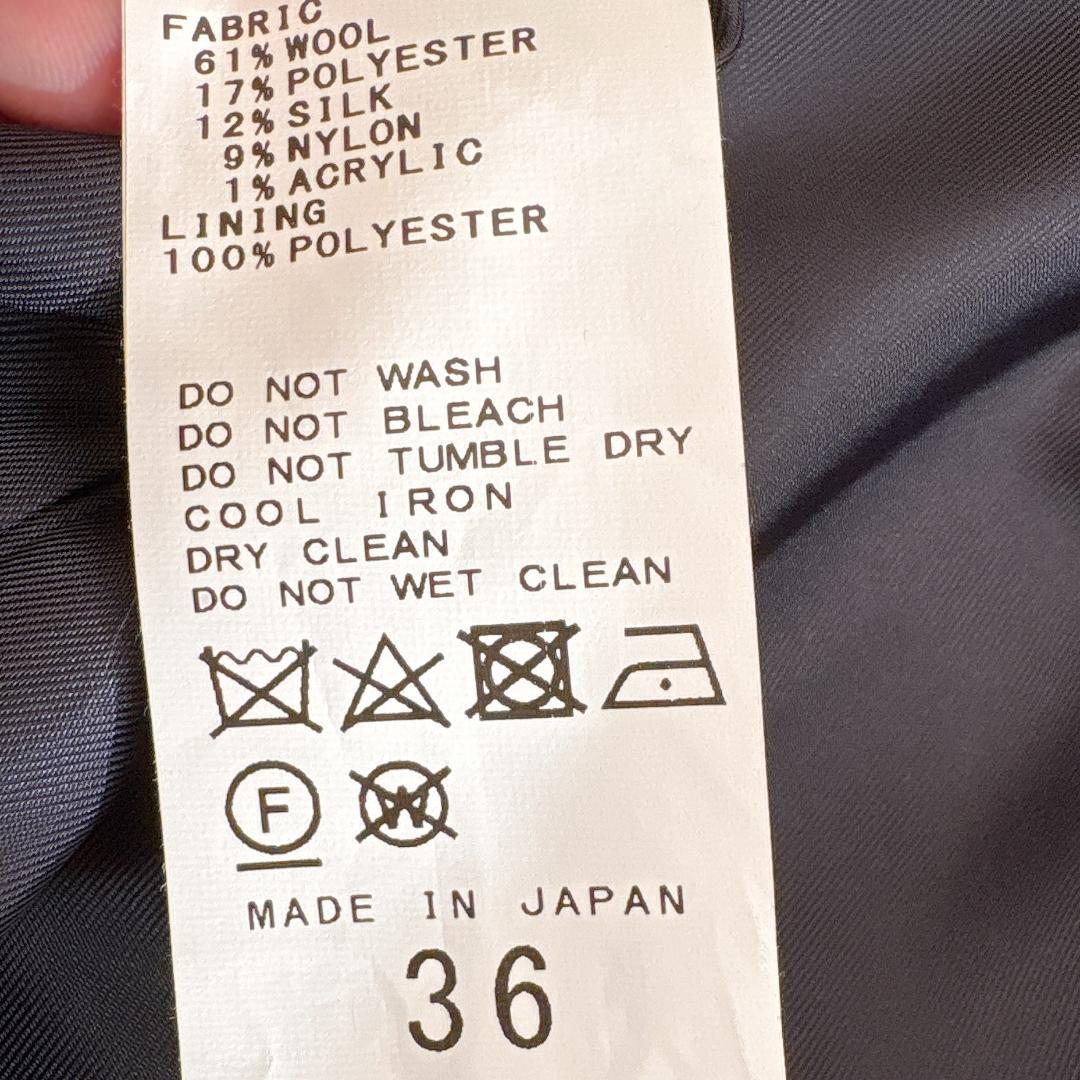 FABRIC
61% WOOL
17% POLYESTER
12% SILK
9% NYLON
1% ACRYLIC
LINING
100% POLYESTER
DO NOT WASH
DO NOT BLEACH
DO NOT TUMBLE DRY
COOL IRON
DRY CLEAN
DO NOT WET CLEAN
F W
MADE IN JAPAN
36